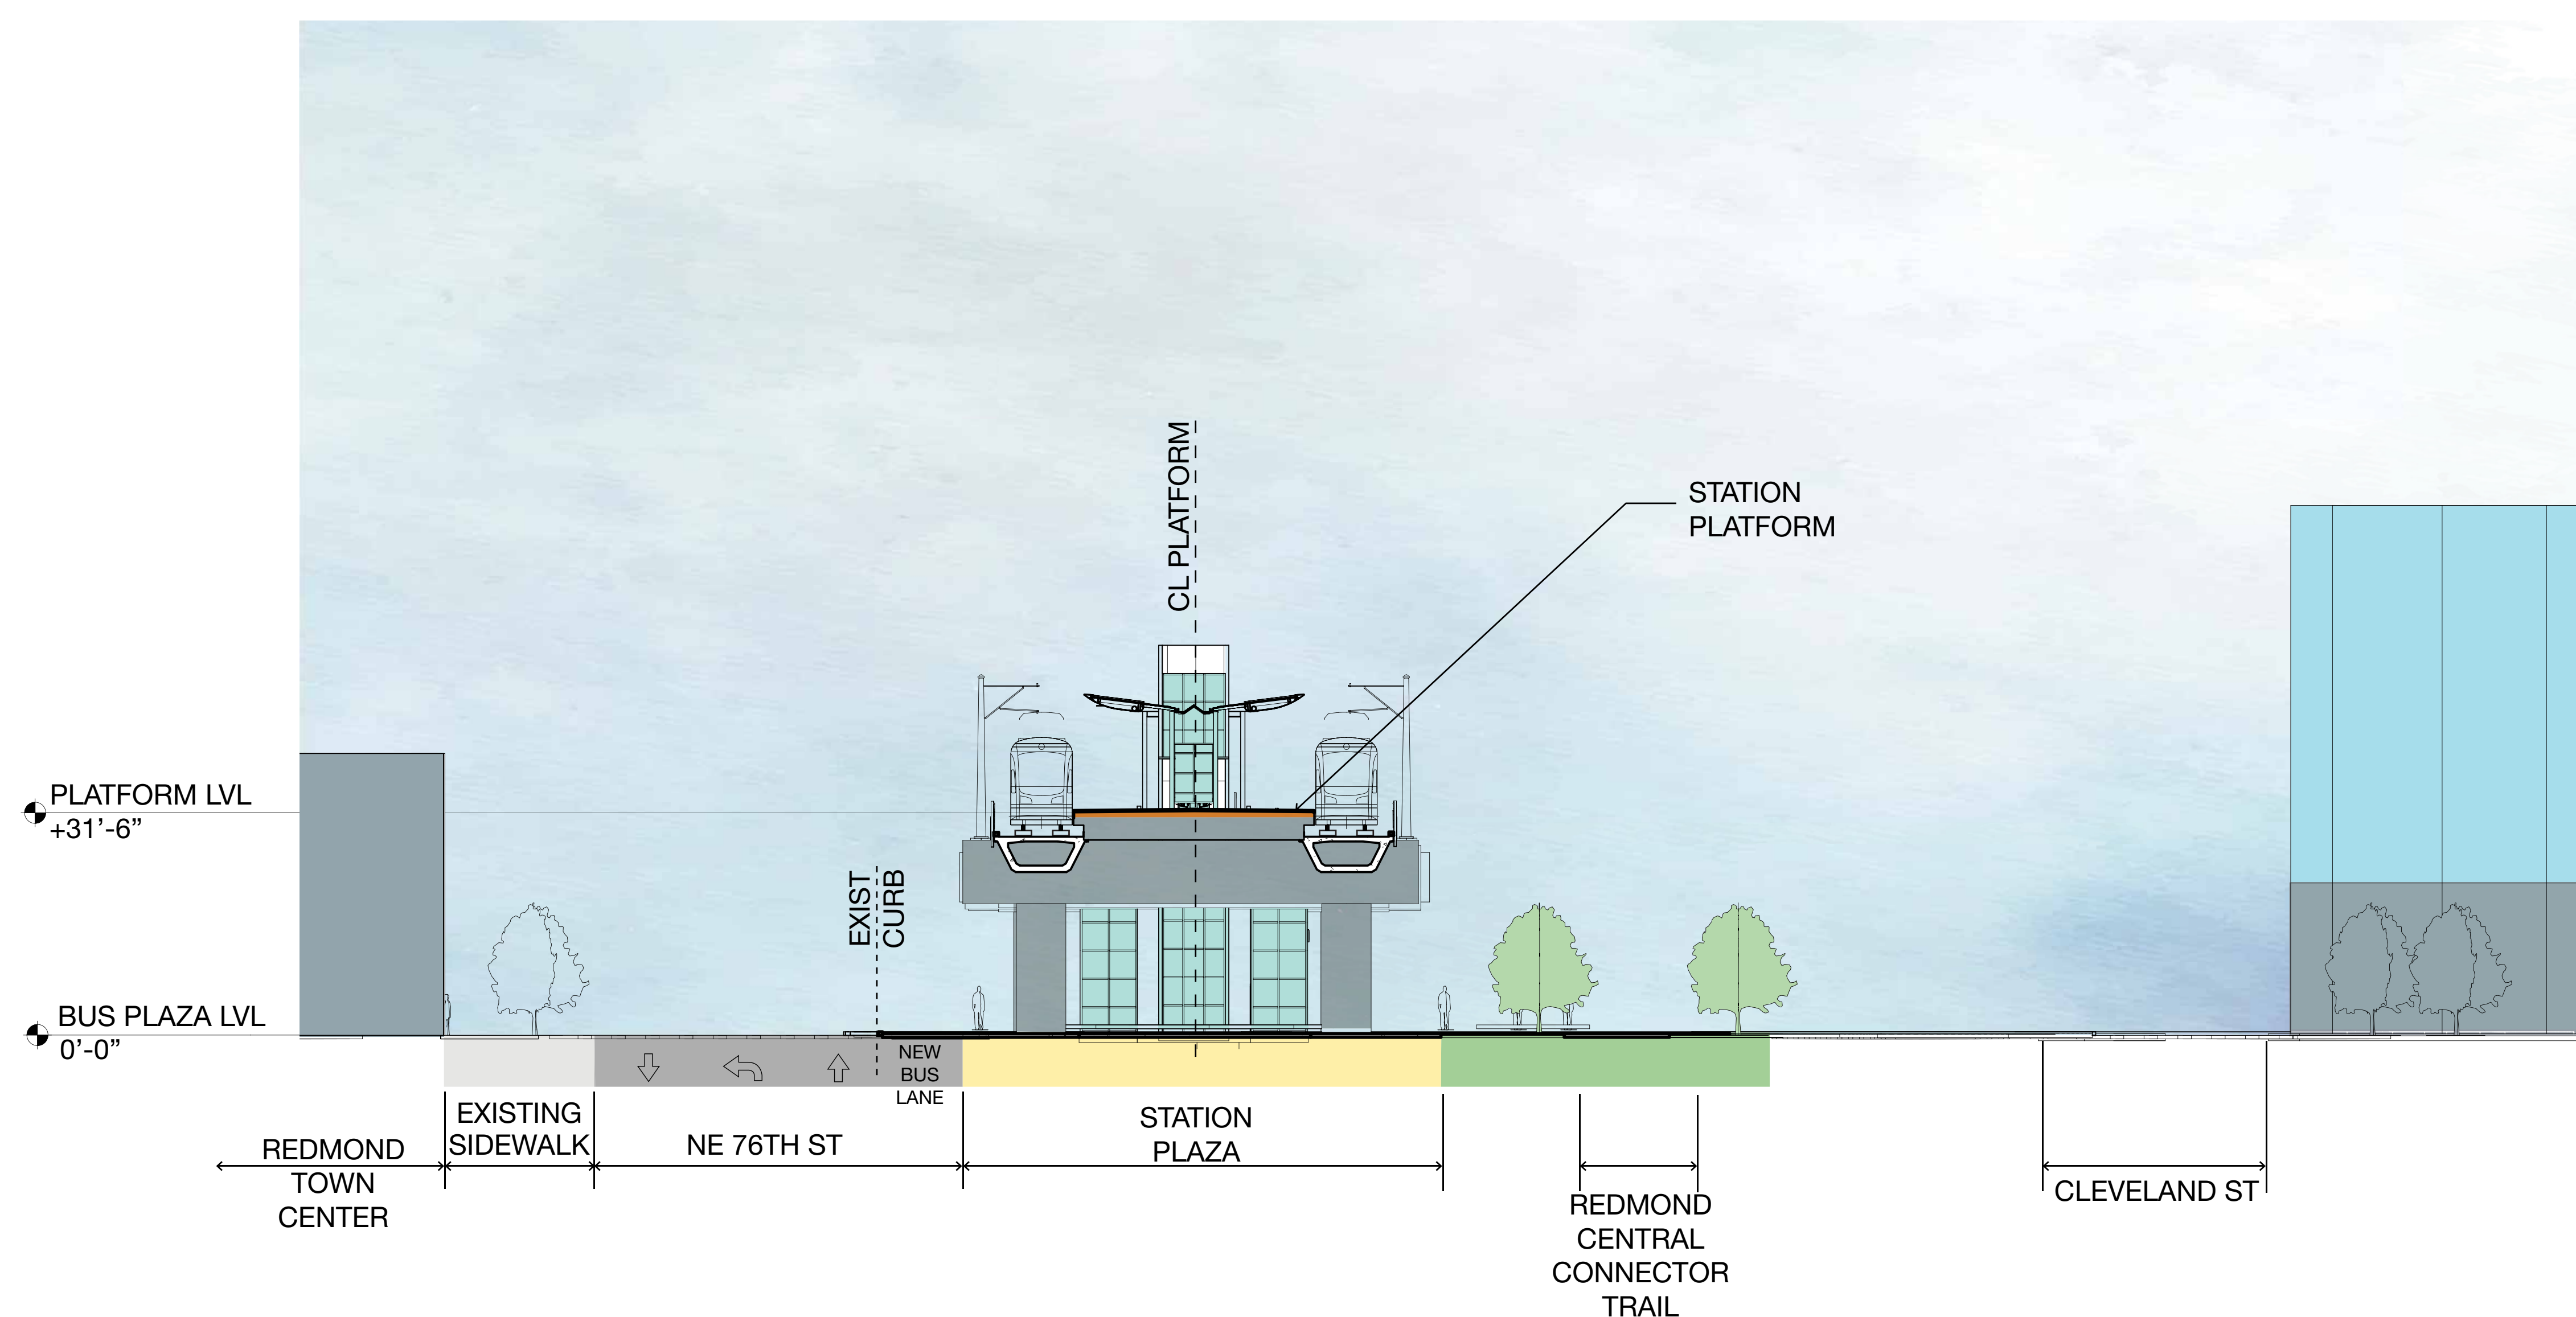 CL PLATFORM
STATION
PLATFORM
PLATFORM LVL
+31’-6”
EXIST
CURB
BUS PLAZA LVL
0’-0”
NEW
BUS
LANE
EXISTING
SIDEWALK
REDMOND
TOWN
CENTER
NE 76TH ST
STATION
PLAZA
REDMOND
CENTRAL
CONNECTOR
TRAIL
CLEVELAND ST